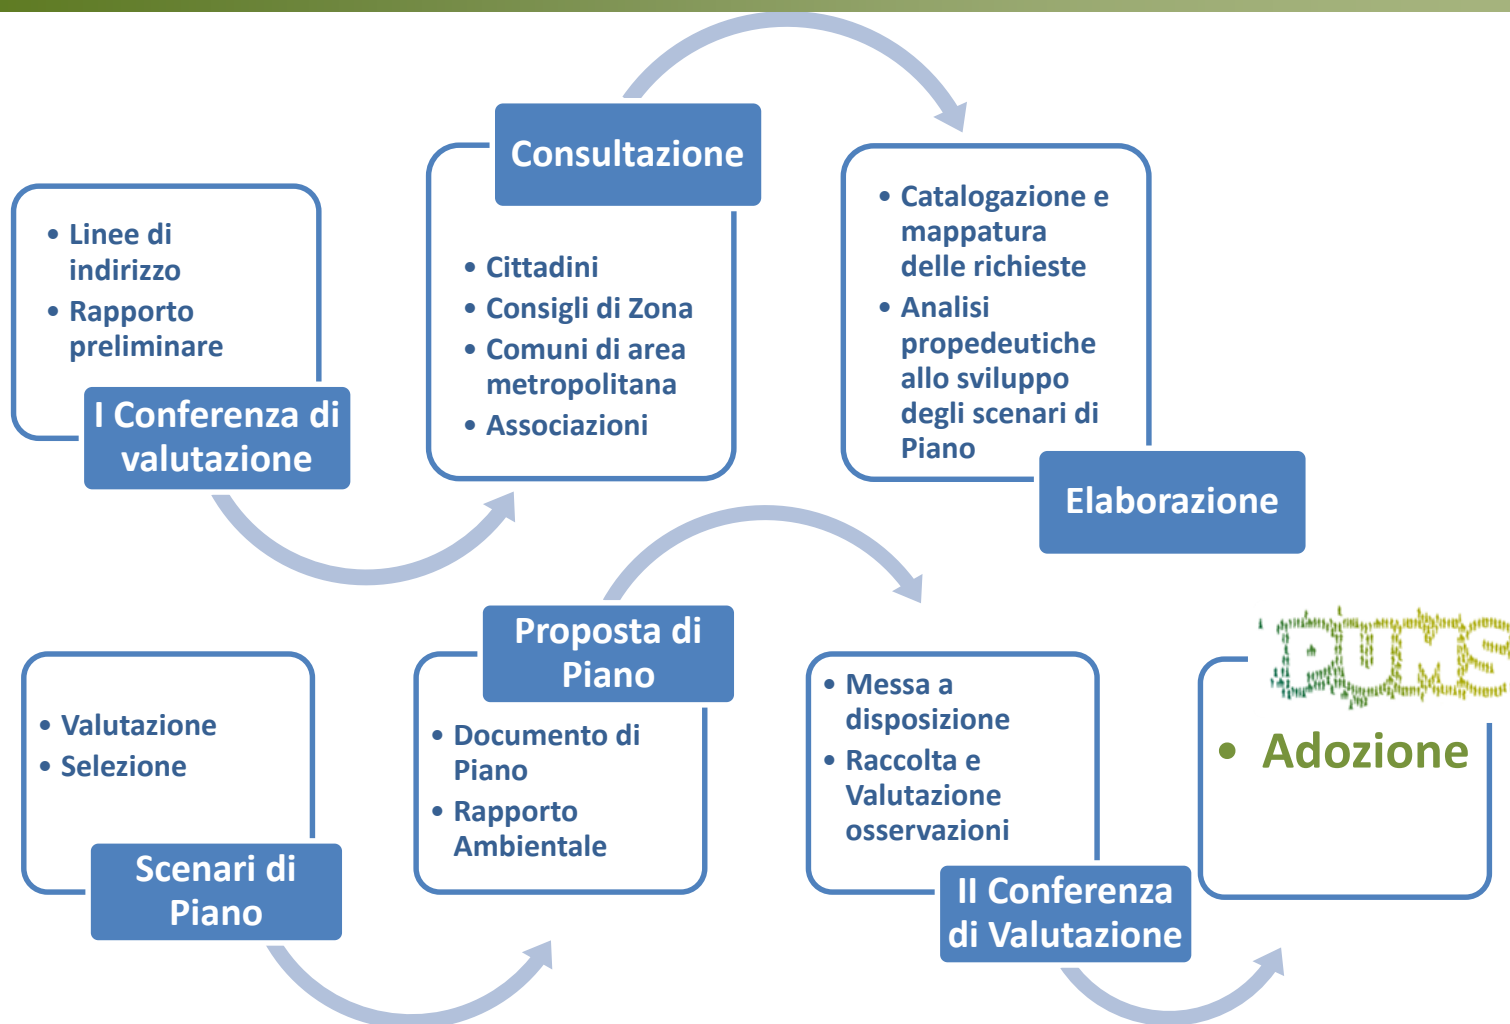 • Linee di
indirizzo
• Rapporto
preliminare
I Conferenza di
valutazione
Consultazione
• Cittadini
• Consigli di Zona
• Comuni di area
metropolitana
• Associazioni
• Catalogazione e
mappatura
delle richieste
• Analisi
propedeutiche
allo sviluppo
degli scenari di
Piano
Elaborazione
• Valutazione
• Selezione
Scenari di
Piano
Proposta di
Piano
• Documento di
Piano
• Rapporto
Ambientale
• Messa a
disposizione
• Raccolta e
Valutazione
osservazioni
II Conferenza
di Valutazione
PUMS
• Adozione